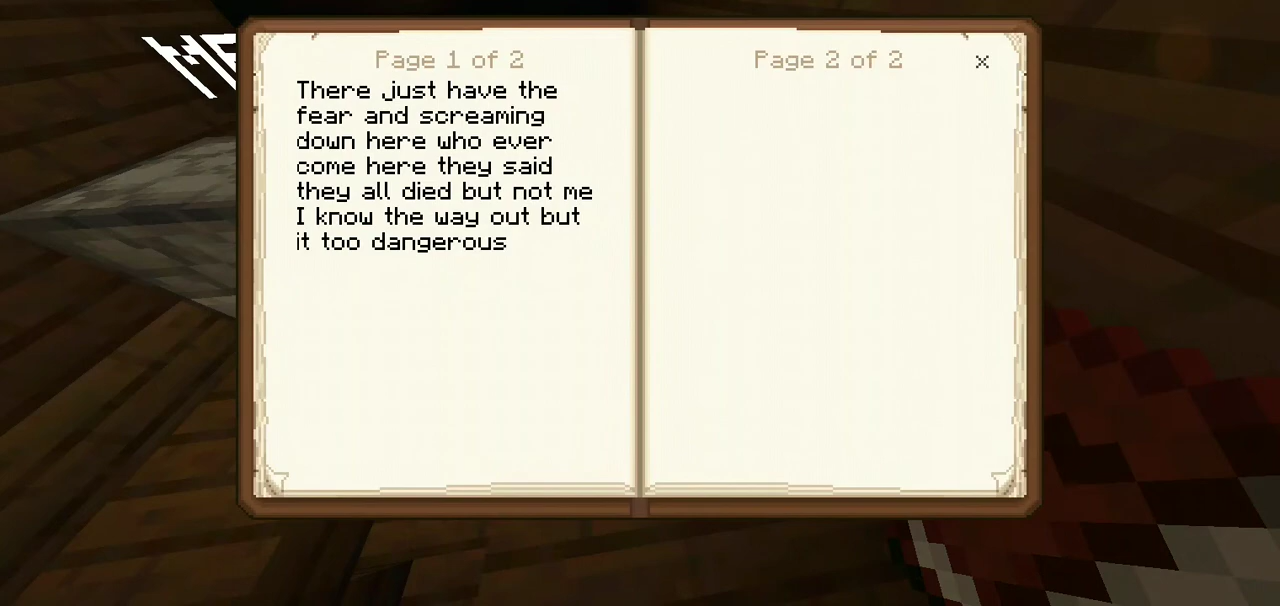 Page 1 of 2
There just have the
fear and screaming
down here who ever
come here they said
they all died but not me
I know the way out but
it too dangerous
Page 2 of 2
x